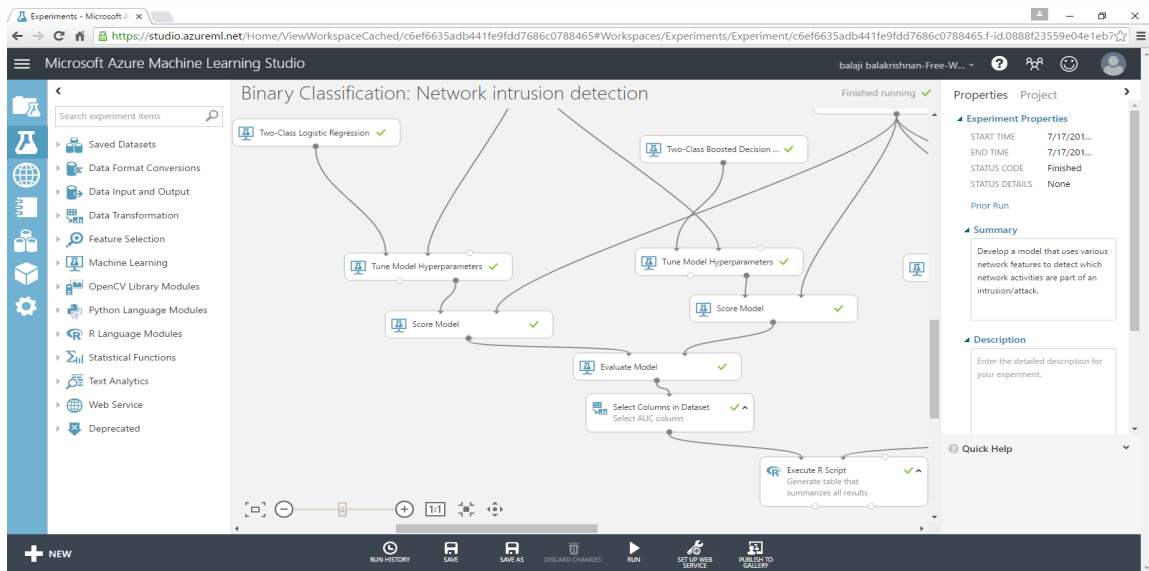 Experiments - Microsoft A
https://studio.azureml.net/Home/ViewWorkspaceCached/c6ef6635adb441fe9fdd7686c0788465#Workspaces/Experiments/Experiment/c6ef6635adb441fe9fdd7686c0788465.f-id.0888f23559e04e1eb7
Microsoft Azure Machine Learning Studio
balaji balakrishnan-Free-W...
Search experiment items
Saved Datasets
Data Format Conversions
Data Input and Output
Data Transformation
Feature Selection
Machine Learning
OpenCV Library Modules
Python Language Modules
R Language Modules
Statistical Functions
Text Analytics
Web Service
Deprecated
Binary Classification: Network intrusion detection
Finished running
Two-Class Logistic Regression
Two-Class Boosted Decision ...
Tune Model Hyperparameters
Tune Model Hyperparameters
Score Model
Score Model
Evaluate Model
Select Columns in Dataset
Select AUC column
Execute R Script
Generate table that
summarizes all results
1:1
Properties Project
Experiment Properties
START TIME 7/17/201...
END TIME 7/17/201...
STATUS CODE Finished
STATUS DETAILS None
Prior Run
Summary
Develop a model that uses various
network features to detect which
network activities are part of an
intrusion/attack.
Description
Enter the detailed description for
your experiment.
Quick Help
NEW
RUN HISTORY
SAVE
SAVE AS
DISCARD CHANGES
RUN
SET UP WEB
SERVICE
PUBLISH TO
GALLERY